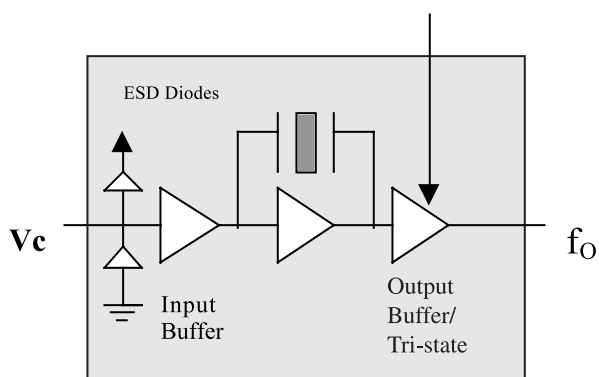 ESD Diodes
Vc
fO
Input
Buffer
Output
Buffer/
Tri-state